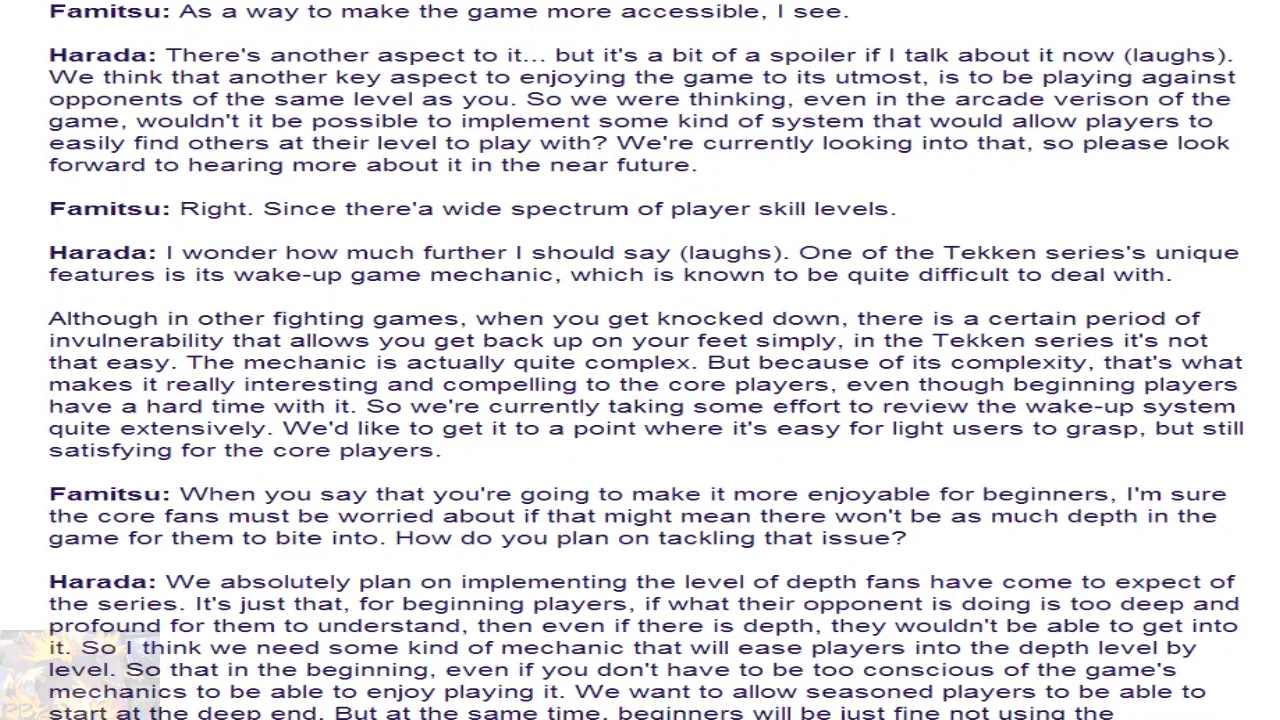 Famitsu: As a way to make the game more accessible, I see.
Harada: There's another aspect to it... but it's a bit of a spoiler if I talk about it now (laughs).
We think that another key aspect to enjoying the game to its utmost, is to be playing against
opponents of the same level as you. So we were thinking, even in the arcade verison of the
game, wouldn't it be possible to implement some kind of system that would allow players to
easily find others at their level to play with? We're currently looking into that, so please look
forward to hearing more about it in the near future.
Famitsu: Right. Since there'a wide spectrum of player skill levels.
Harada: I wonder how much further I should say (laughs). One of the Tekken series's unique
features is its wake-up game mechanic, which is known to be quite difficult to deal with.
Although in other fighting games, when you get knocked down, there is a certain period of
invulnerability that allows you get back up on your feet simply, in the Tekken series it's not
that easy. The mechanic is actually quite complex. But because of its complexity, that's what
makes it really interesting and compelling to the core players, even though beginning players
have a hard time with it. So we're currently taking some effort to review the wake-up system
quite extensively. We'd like to get it to a point where it's easy for light users to grasp, but still
satisfying for the core players.
Famitsu: When you say that you're going to make it more enjoyable for beginners, I'm sure
the core fans must be worried about if that might mean there won't be as much depth in the
game for them to bite into. How do you plan on tackling that issue?
Harada: We absolutely plan on implementing the level of depth fans have come to expect of
the series. It's just that, for beginning players, if what their opponent is doing is too deep and
profound for them to understand, then even if there is depth, they wouldn't be able to get into
it. So I think we need some kind of mechanic that will ease players into the depth level by
level. So that in the beginning, even if you don't have to be too conscious of the game's
mechanics to be able to enjoy playing it. We want to allow seasoned players to be able to
start at the deep end. But at the same time, beginners will be just fine not using the